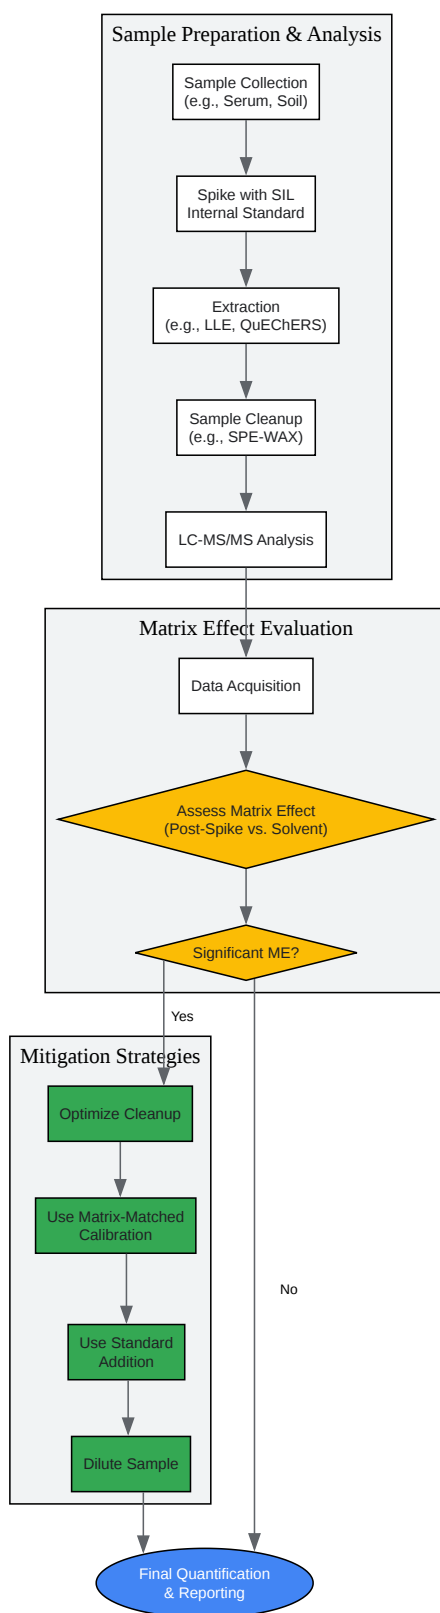 Sample Preparation & Analysis
Sample Collection
(e.g., Serum, Soil)
Spike with SIL
Internal Standard
Extraction
(e.g., LLE, QuEChERS)
Sample Cleanup
(e.g., SPE-WAX)
LC-MS/MS Analysis
Matrix Effect Evaluation
Data Acquisition
Assess Matrix Effect
(Post-Spike vs. Solvent)
Significant ME?
Yes
Mitigation Strategies
Optimize Cleanup
Use Matrix-Matched
Calibration
No
Use Standard
Addition
Dilute Sample
Final Quantification
& Reporting